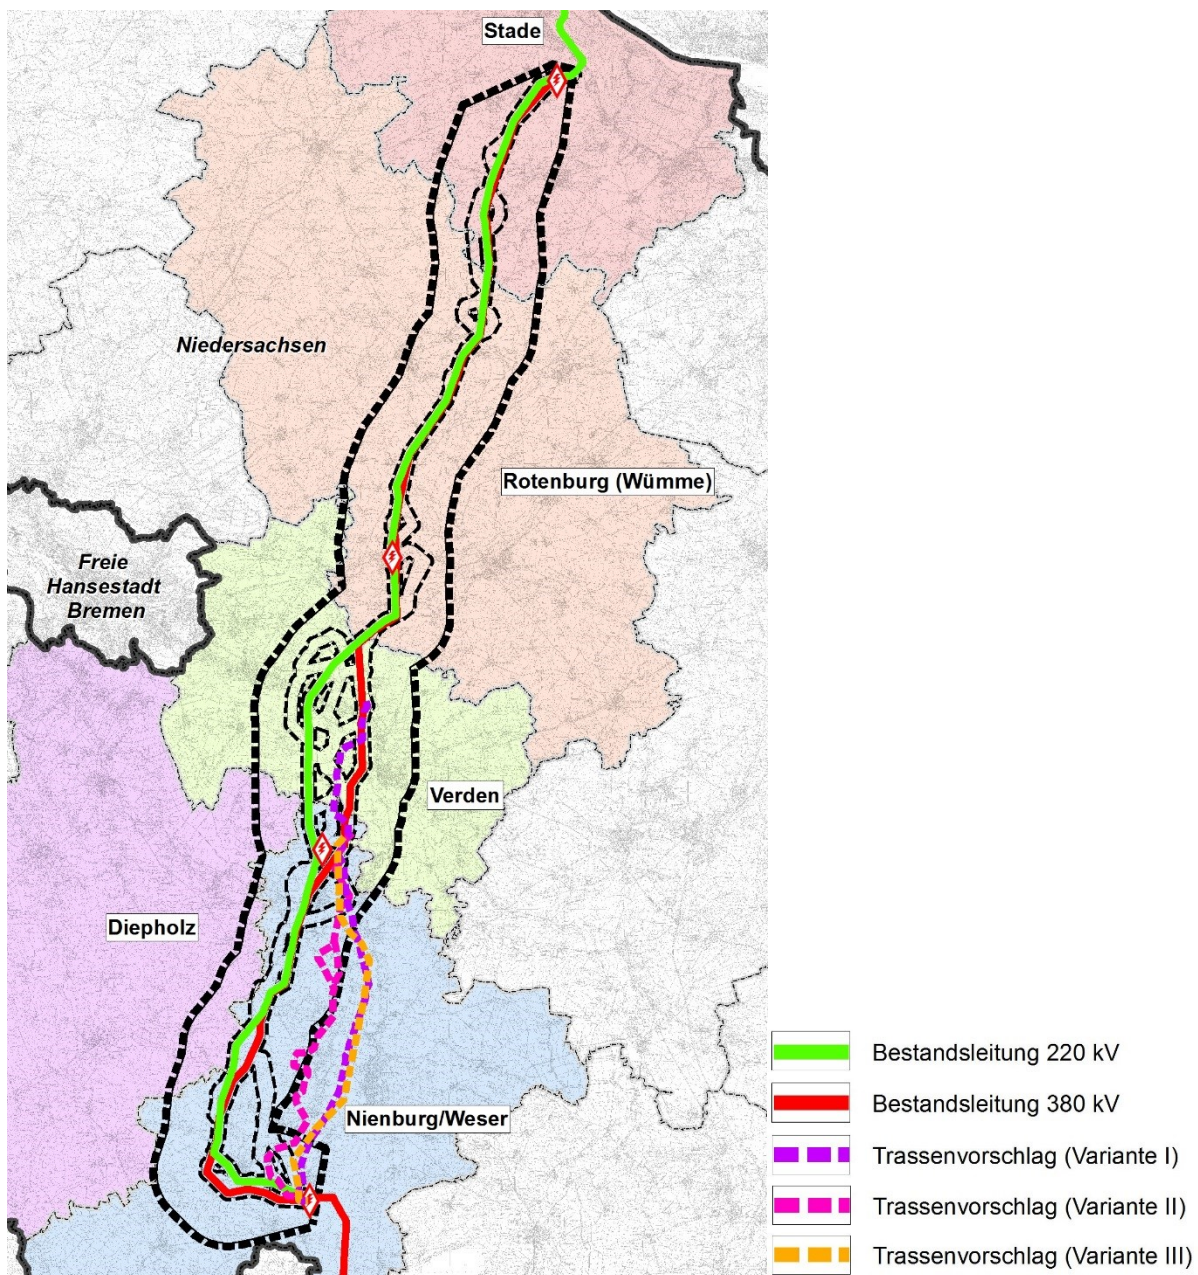 Stade
Niedersachsen
Rotenburg (Wümme)
Freie
Hansestadt
Bremen
Verden
Diepholz
Nienburg/Weser
Bestandsleitung 220 kV
Bestandsleitung 380 kV
Trassenvorschlag (Variante I)
Trassenvorschlag (Variante II)
Trassenvorschlag (Variante III)